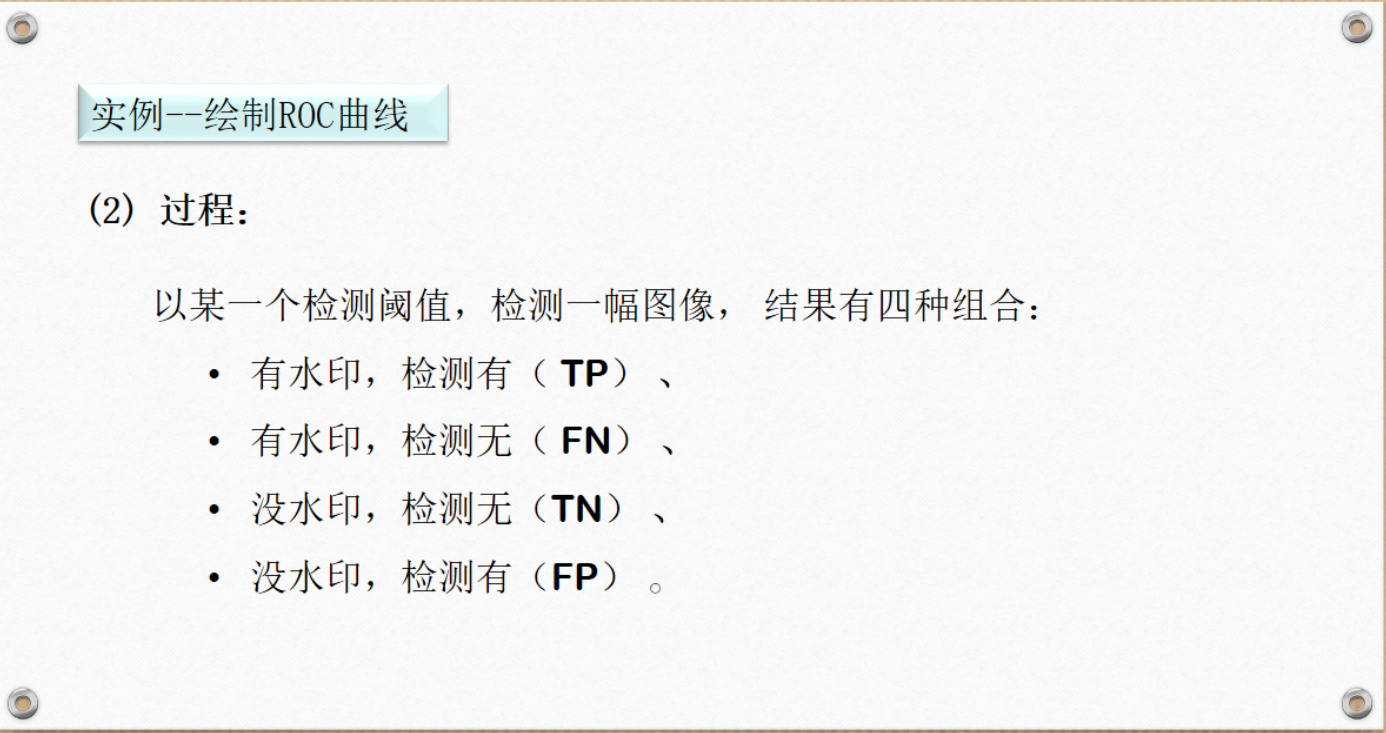 实例--绘制ROC曲线
(2) 过程：
以某一个检测阈值，检测一幅图像， 结果有四种组合：
• 有水印，检测有（ TP） 、
• 有水印，检测无（ FN） 、
• 没水印，检测无（TN） 、
• 没水印，检测有（FP） 。